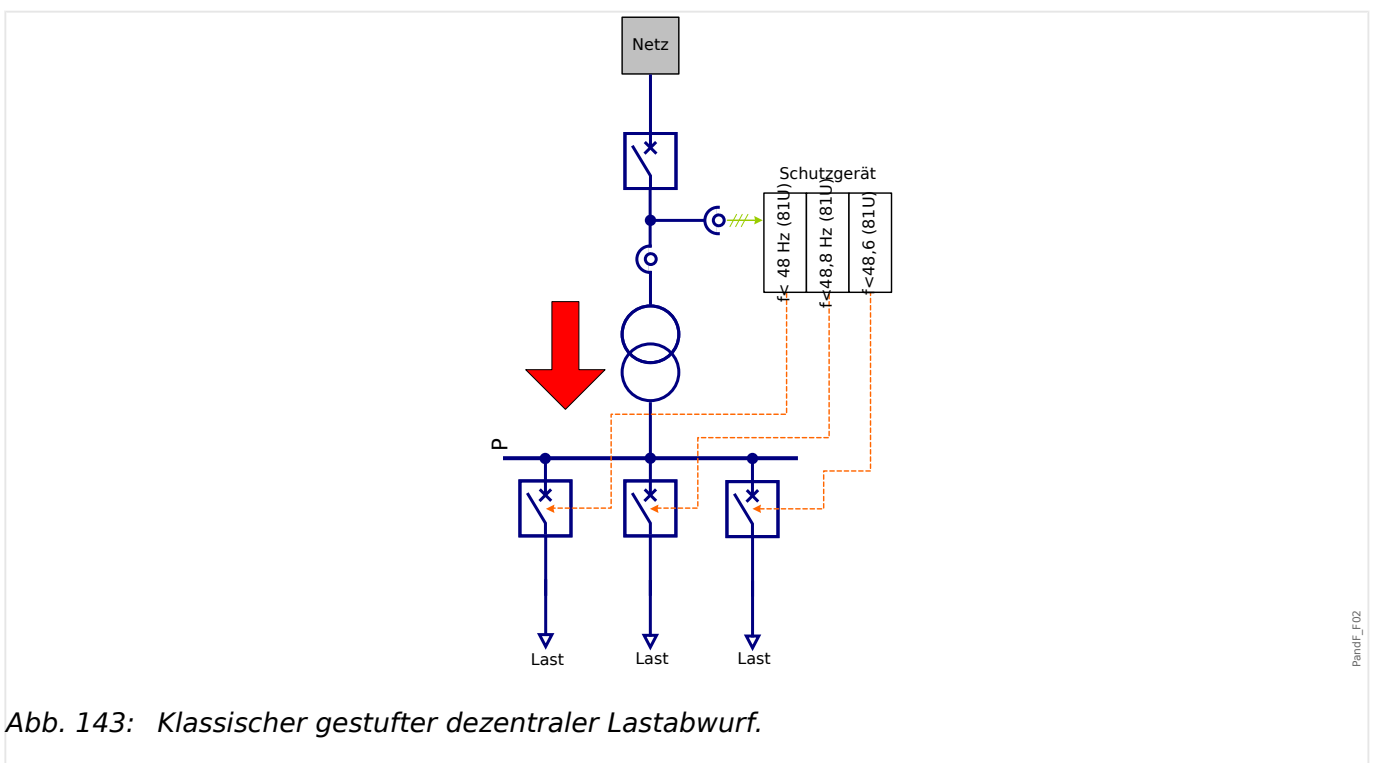 Netz
Schutzgerät
f< 48 Hz (81U)
f<48,8 Hz (81U)
f<48,6 (81U)
P
Last
Last
Last
PandF_F02
Abb. 143: Klassischer gestufter dezentraler Lastabwurf.